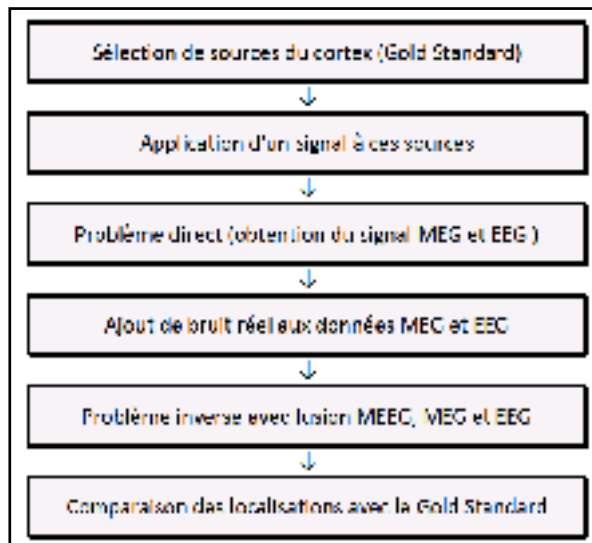 Sélection de sources du cortex (Gold Standard)
↓
Application d'un signal à ces sources
↓
Problème direct (obtention du signal MEG et EEG )
↓
Ajout de bruit réel aux données MEG et EEG
↓
Problème inverse avec fusion MEEG, MEG et EEG
↓
Comparaison des localisations avec le Gold Standard